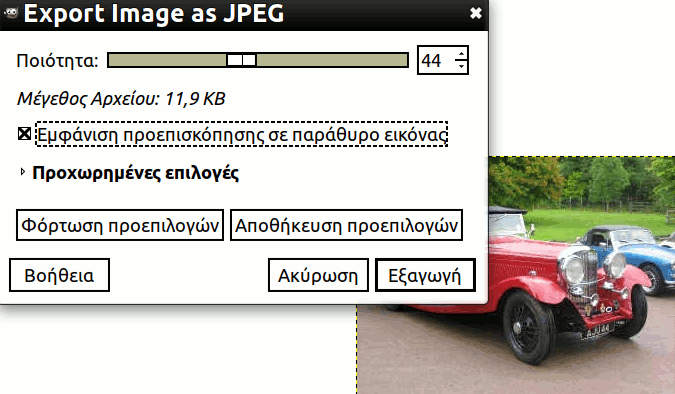 Export Image as JPEG
Ποιότητα: 44
Μέγεθος Αρχείου: 11,9 KB
Εμφάνιση προεπισκόπησης σε παράθυρο εικόνας
Προχωρημένες επιλογές
Φόρτωση προεπιλογών Αποθήκευση προεπιλογών
Βοήθεια Ακύρωση Εξαγωγή